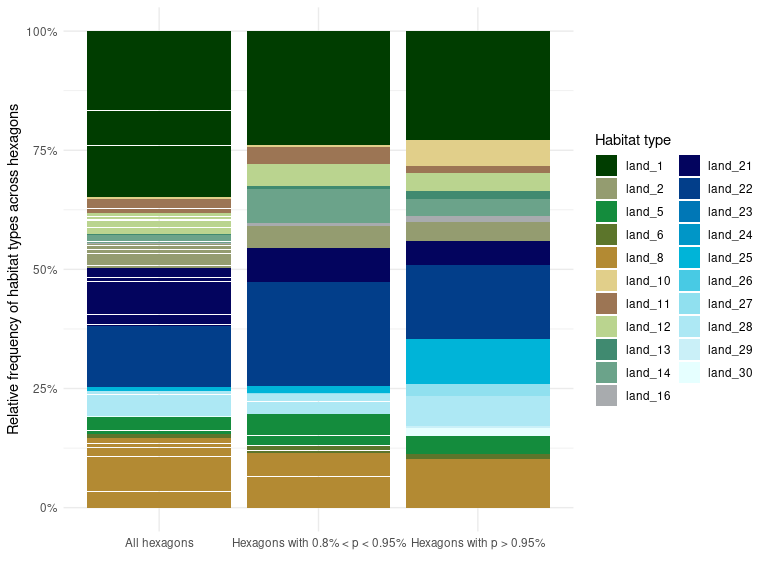 Relative frequency of habitat types across hexagons
100%
75%
50%
25%
0%
All hexagons
Hexagons with 0.8% < p < 0.95%
Hexagons with p > 0.95%
Habitat type
land_1
land_2
land_5
land_6
land_8
land_10
land_11
land_12
land_13
land_14
land_16
land_21
land_22
land_23
land_24
land_25
land_26
land_27
land_28
land_29
land_30